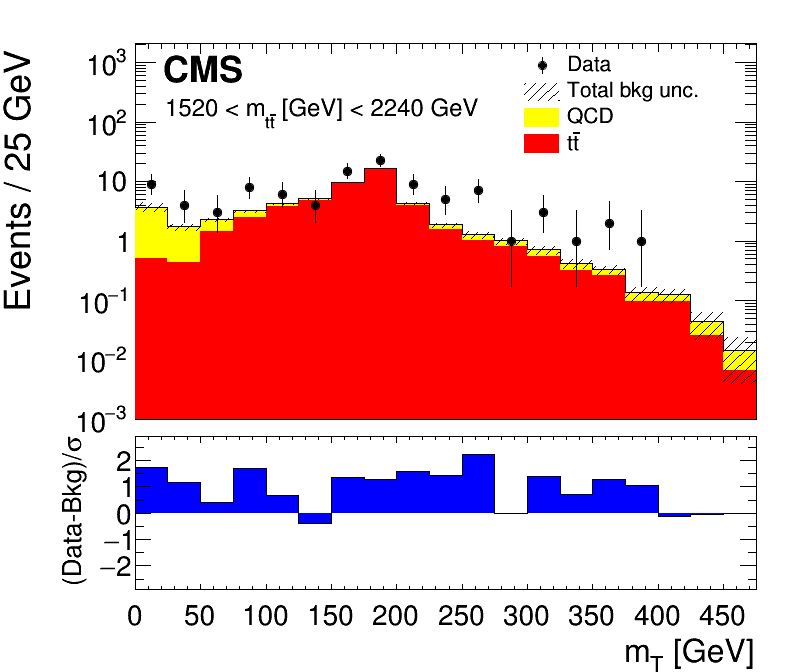 Events / 25 GeV
10³
10²
10
1
10⁻¹
10⁻²
10⁻³
CMS
1520 < m_tt̄ [GeV] < 2240 GeV
Data
Total bkg unc.
QCD
tt̄
(Data-Bkg)/σ
2
1
0
−1
−2
0 50 100 150 200 250 300 350 400 450
m_T [GeV]